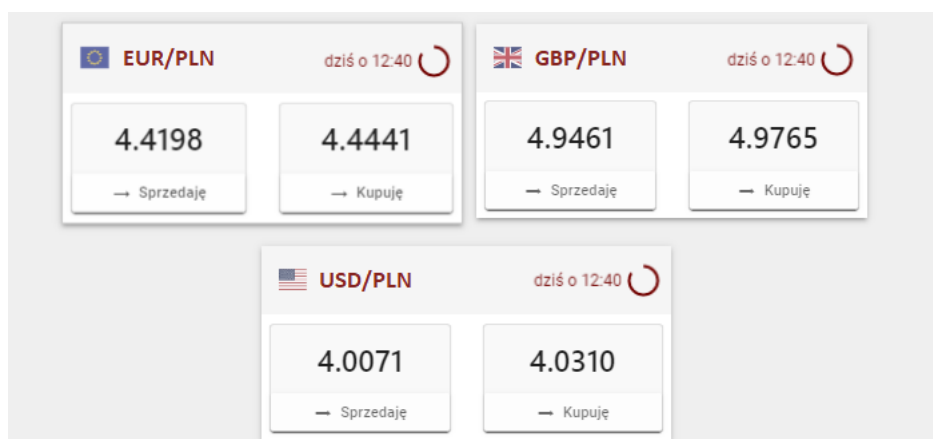 EUR/PLN dziś o 12:40
4.4198 4.4441
→ Sprzedaję → Kupuję
GBP/PLN dziś o 12:40
4.9461 4.9765
→ Sprzedaję → Kupuję
USD/PLN dziś o 12:40
4.0071 4.0310
→ Sprzedaję → Kupuję